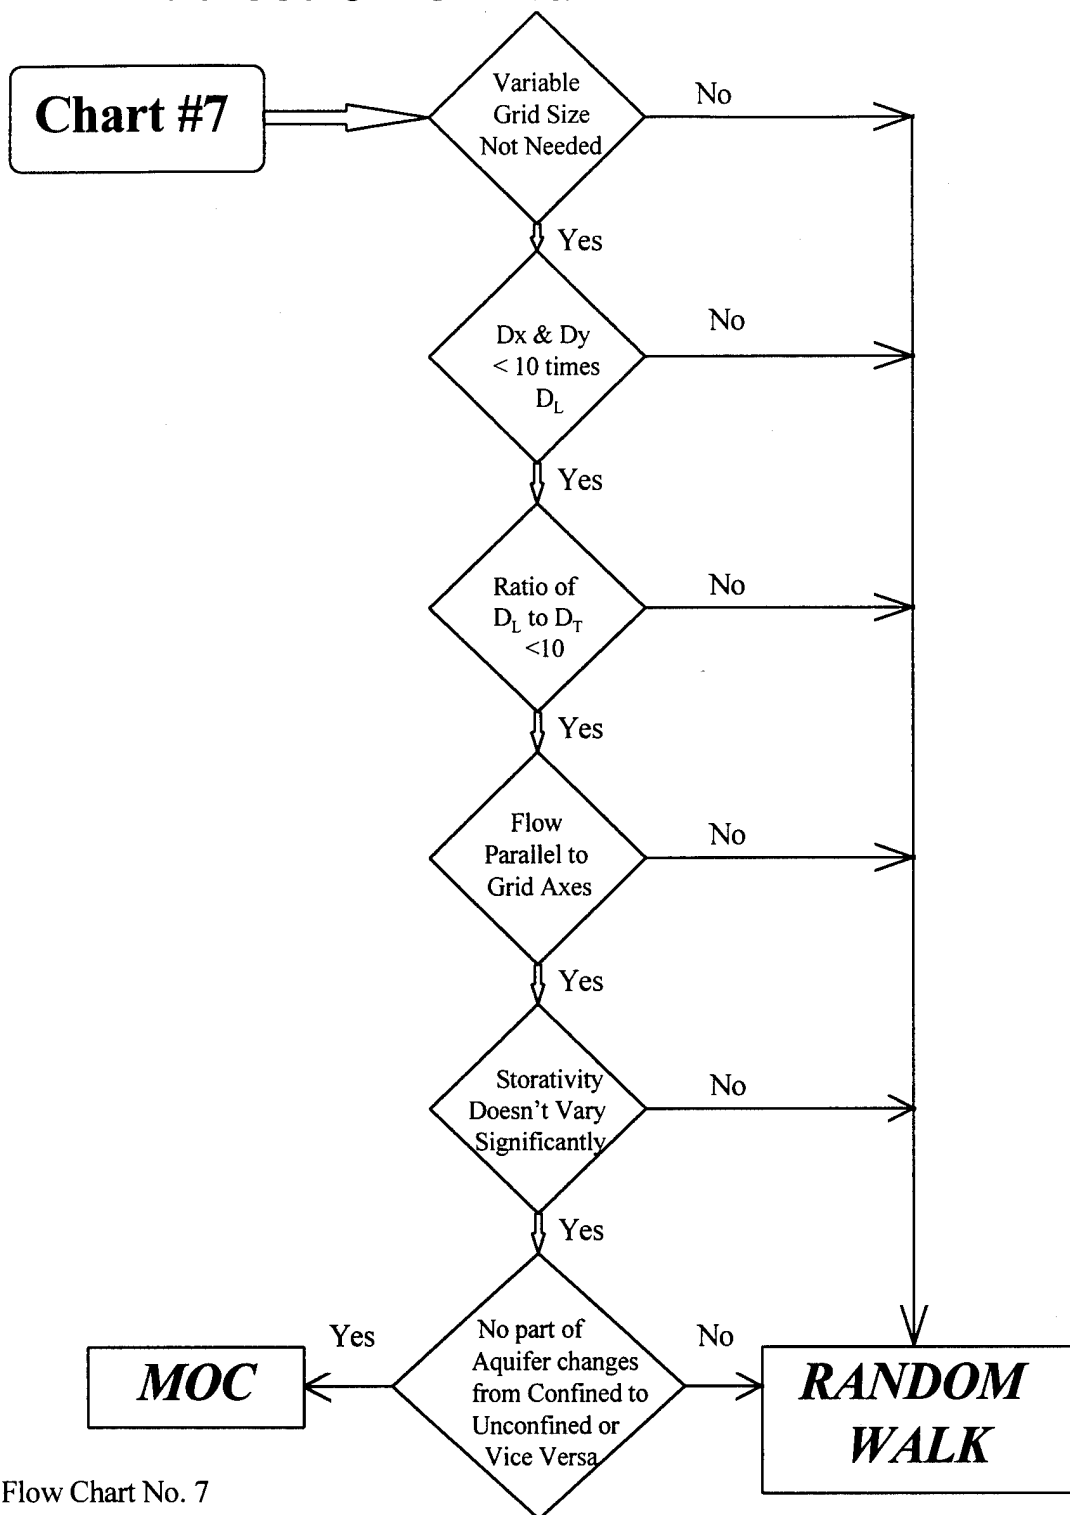 Chart #7
Variable
Grid Size
Not Needed
No
Yes
Dx & Dy
< 10 times
D_L
No
Yes
Ratio of
D_L to D_T
<10
No
Yes
Flow
Parallel to
Grid Axes
No
Yes
Storativity
Doesn't Vary
Significantly
No
Yes
No part of
Aquifer changes
from Confined to
Unconfined or
Vice Versa
Yes
No
MOC
RANDOM
WALK
Flow Chart No. 7